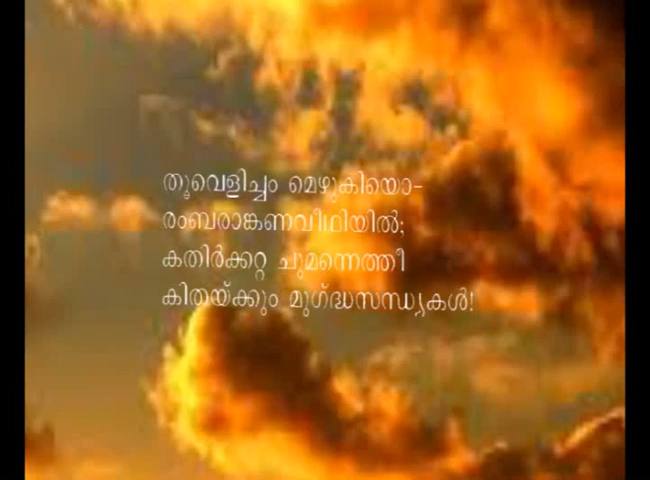 തൂവെളിച്ചം മെഴുകിയൊ-
രംബരാങ്കണവീഥിയിൽ;
കതിർക്കറ്റ ചുമന്നെത്തീ
കിതയ്ക്കും മുഗ്ദ്ധസന്ധ്യകൾ!